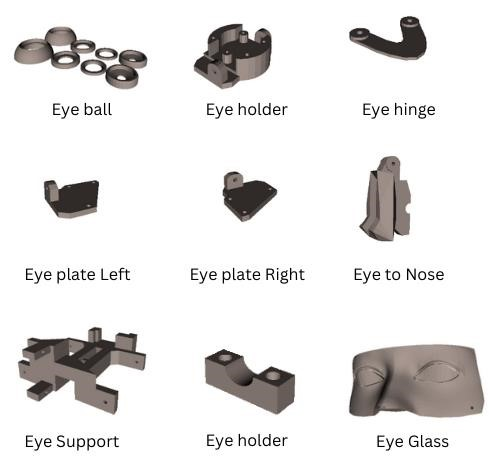 Eye ball
Eye holder
Eye hinge
Eye plate Left
Eye plate Right
Eye to Nose
Eye Support
Eye holder
Eye Glass